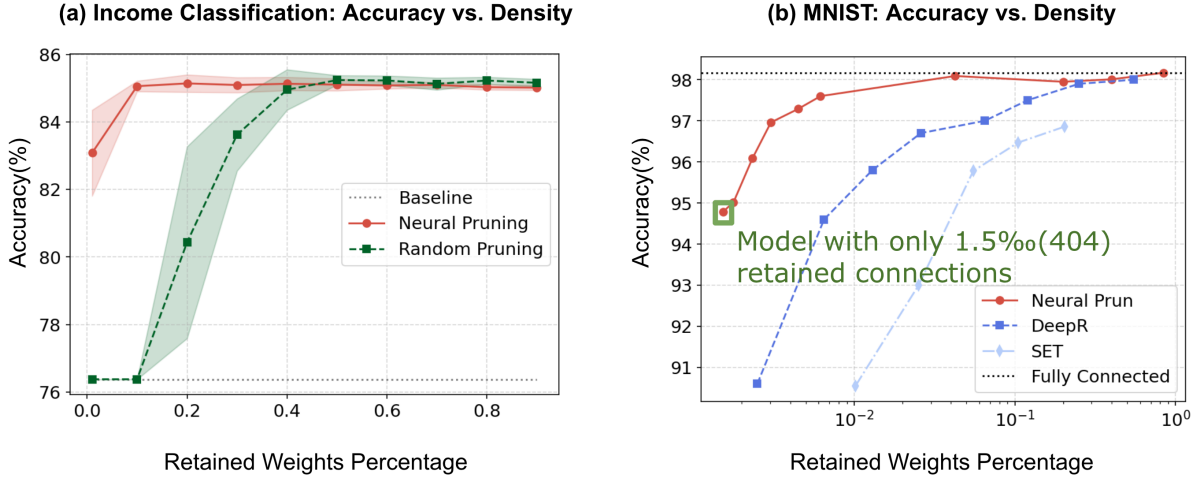 (a) Income Classification: Accuracy vs. Density
86
84
82
80
78
76
Accuracy(%)
0.0 0.2 0.4 0.6 0.8
Retained Weights Percentage
Baseline
Neural Pruning
Random Pruning
(b) MNIST: Accuracy vs. Density
98
97
96
95
94
93
92
91
Accuracy(%)
10⁻² 10⁻¹ 10⁰
Retained Weights Percentage
Model with only 1.5‰(404)
retained connections
Neural Prun
DeepR
SET
Fully Connected